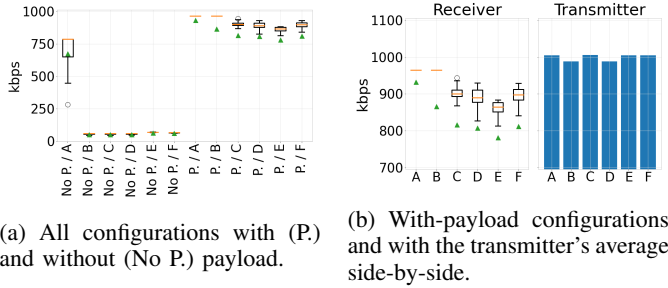 1000
750
500
250
0
kbps
No P. / A
No P. / B
No P. / C
No P. / D
No P. / E
No P. / F
P. / A
P. / B
P. / C
P. / D
P. / E
P. / F
(a) All configurations with (P.)
and without (No P.) payload.
Receiver
Transmitter
1100
1000
900
800
700
kbps
A B C D E F
A B C D E F
(b) With-payload configurations
and with the transmitter's average
side-by-side.